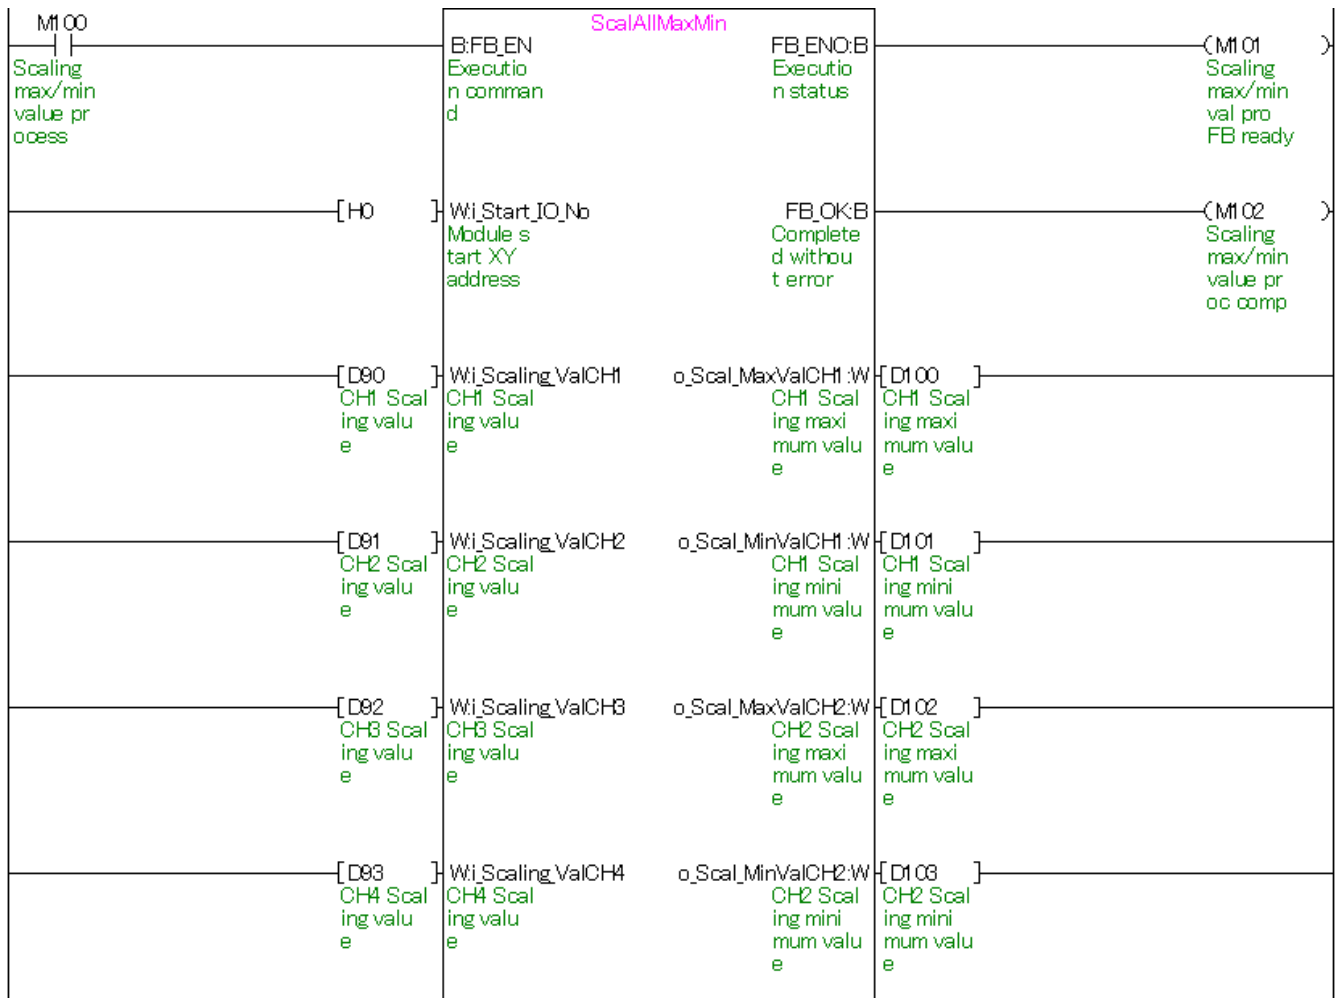 M100
ScalAllMaxMin
B:FB_EN
FB_ENO:B
(M101 )
Scaling
max/min
value pr
ocess
Executio
n comman
d
Executio
n status
Scaling
max/min
val pro
FB ready
[H0 ]
W:i_Start_IO_No
FB_OK:B
(M102 )
Module s
tart XY
address
Complete
d withou
t error
Scaling
max/min
value pr
oc comp
[D90 ]
W:i_Scaling_ValCH1
o_Scal_MaxValCH1:W
[D100 ]
CH1 Scal
ing valu
e
CH1 Scal
ing valu
e
CH1 Scal
ing maxi
mum valu
e
CH1 Scal
ing maxi
mum valu
e
[D91 ]
W:i_Scaling_ValCH2
o_Scal_MinValCH1:W
[D101 ]
CH2 Scal
ing valu
e
CH2 Scal
ing valu
e
CH1 Scal
ing mini
mum valu
e
CH1 Scal
ing mini
mum valu
e
[D92 ]
W:i_Scaling_ValCH3
o_Scal_MaxValCH2:W
[D102 ]
CH3 Scal
ing valu
e
CH3 Scal
ing valu
e
CH2 Scal
ing maxi
mum valu
e
CH2 Scal
ing maxi
mum valu
e
[D93 ]
W:i_Scaling_ValCH4
o_Scal_MinValCH2:W
[D103 ]
CH4 Scal
ing valu
e
CH4 Scal
ing valu
e
CH2 Scal
ing mini
mum valu
e
CH2 Scal
ing mini
mum valu
e